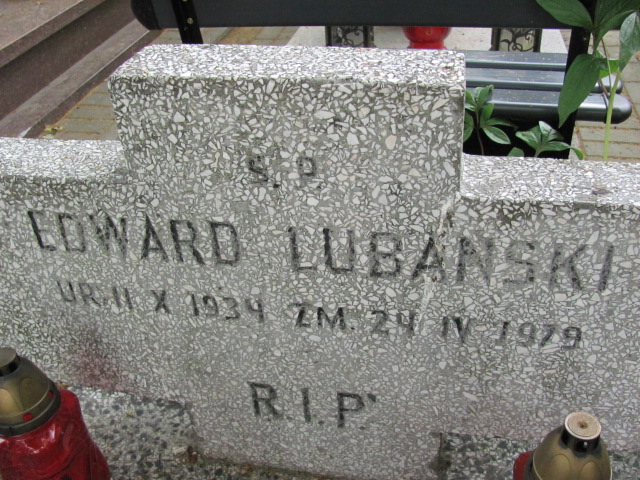 Ś.P.
EDWARD LUBAŃSKI
UR. 11 X 1934 ZM. 24 IV 1979
R.I.P.